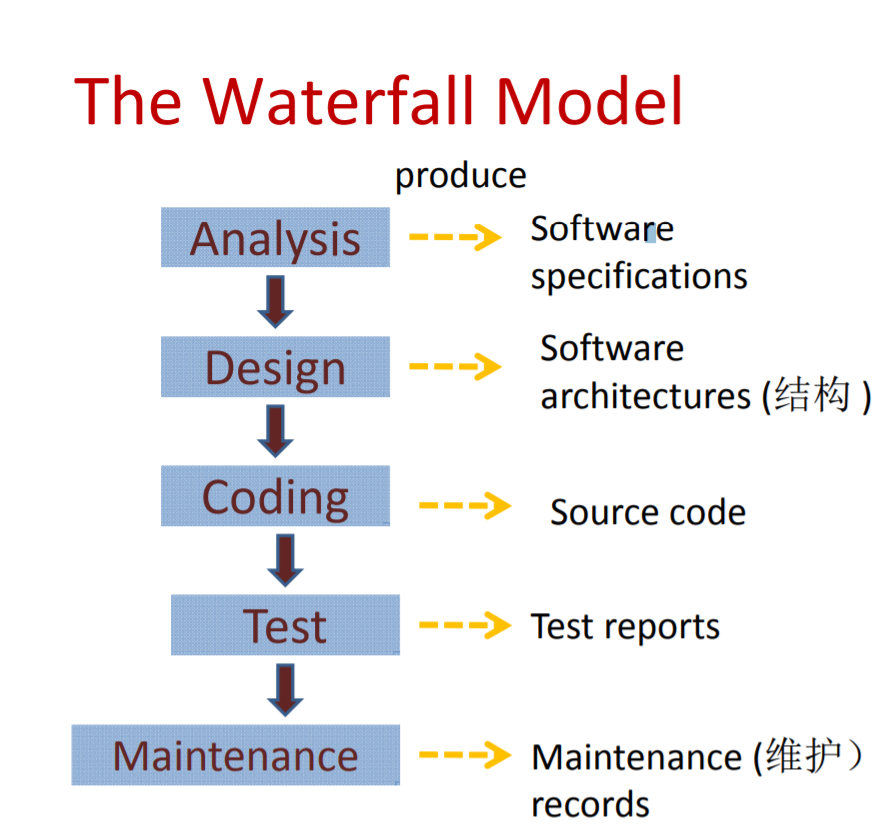 The Waterfall Model
produce
Analysis
Software
specifications
Design
Software
architectures (结构 )
Coding
Source code
Test
Test reports
Maintenance
Maintenance (维护）
records